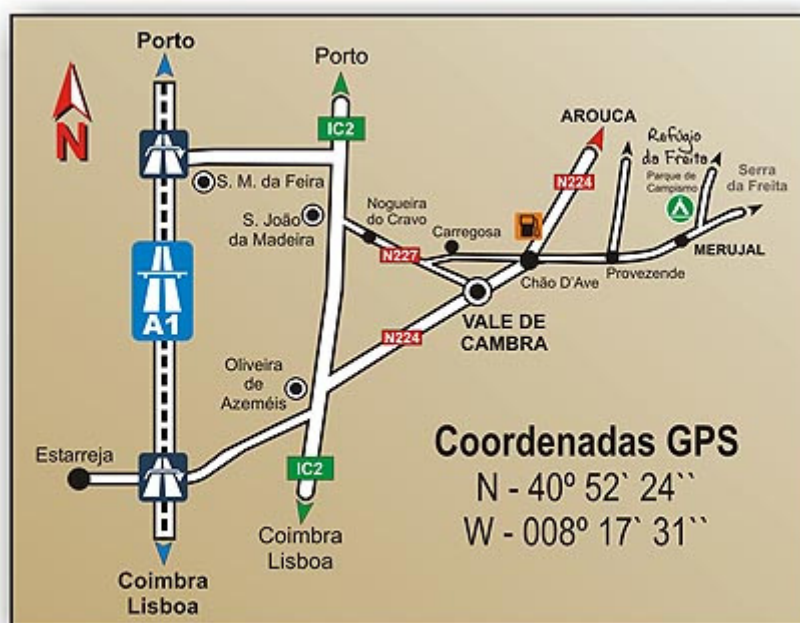 Porto
Porto
N
IC2
AROUCA
Refúgio
da Freita
Parque de
Campismo
Serra
da Freita
N224
S. M. da Feira
S. João
da Madeira
Nogueira
do Cravo
Carregosa
N227
Chão D'Ave
Provezende
MERUJAL
A1
VALE DE
CAMBRA
N224
Oliveira
de
Azeméis
Estarreja
IC2
Coimbra
Lisboa
Coimbra
Lisboa
Coordenadas GPS
N - 40º 52` 24``
W - 008º 17` 31``